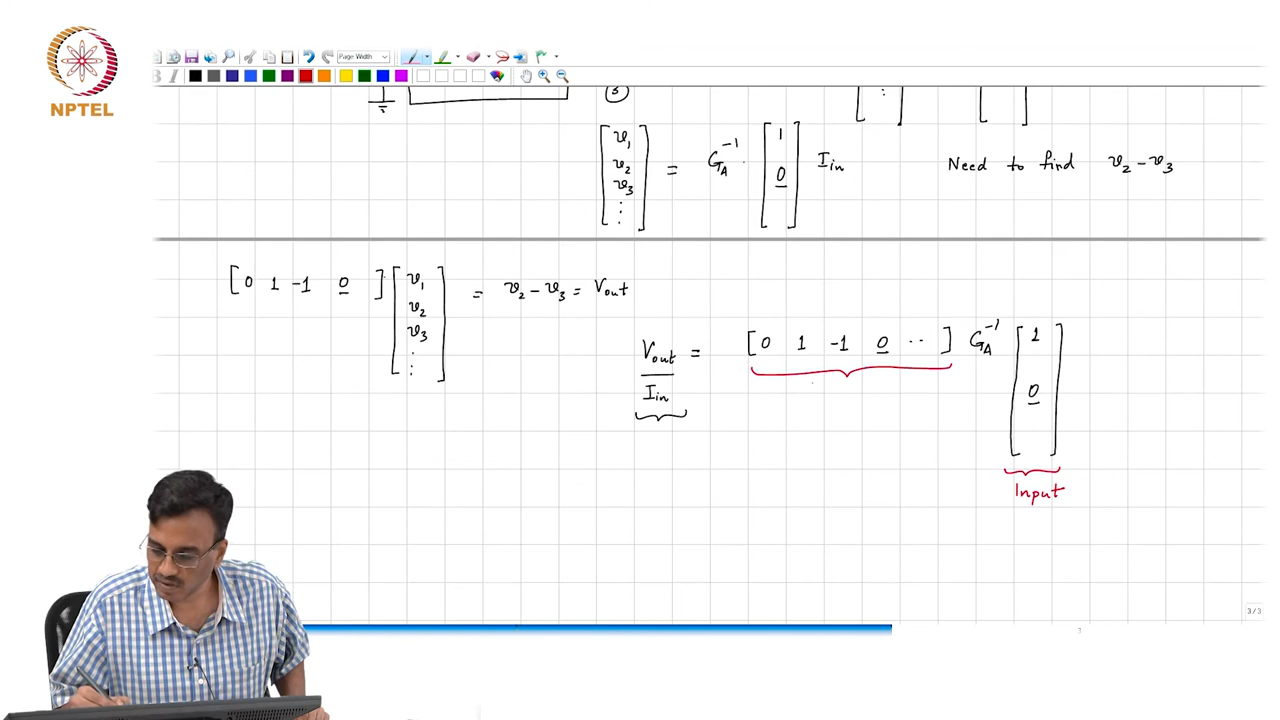 NPTEL
Page Width
B I
3
⋮
[v₁ v₂ v₃ ⋮] = G_A⁻¹ [1 0] I_in Need to find v₂ - v₃
[0 1 -1 0] [v₁ v₂ v₃ ⋮] = v₂ - v₃ = V_out
V_out / I_in = [0 1 -1 0 ··] G_A⁻¹ [1 0]
Input
3/3
3